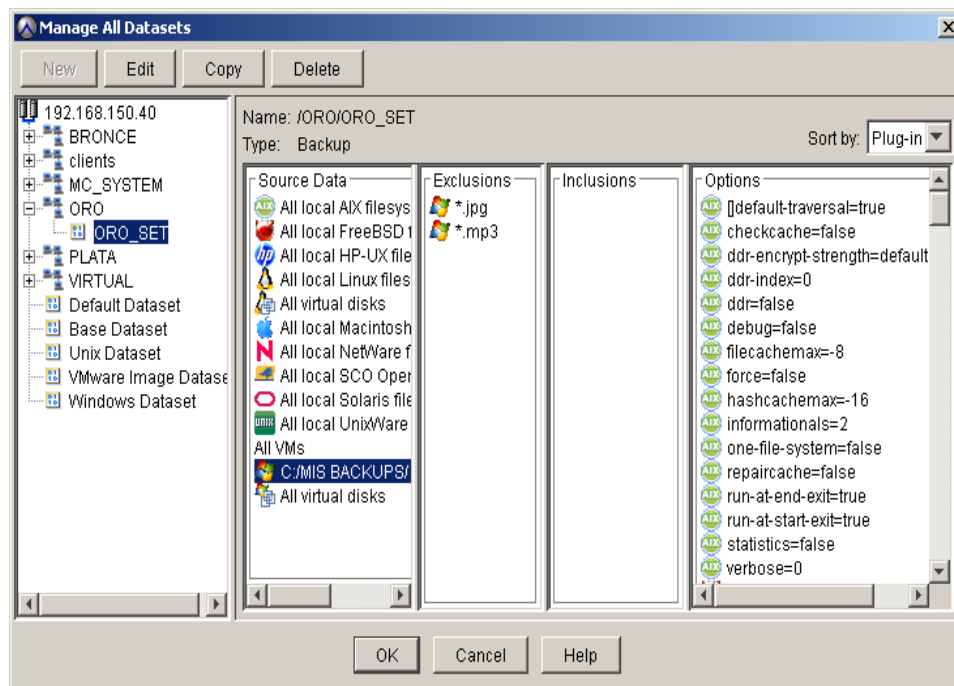 Manage All Datasets
New Edit Copy Delete
192.168.150.40
BRONCE
clients
MC_SYSTEM
ORO
ORO_SET
PLATA
VIRTUAL
Default Dataset
Base Dataset
Unix Dataset
VMware Image Datase
Windows Dataset
Name: /ORO/ORO_SET
Type: Backup
Sort by: Plug-in
Source Data
All local AIX filesys
All local FreeBSD f
All local HP-UX file
All local Linux files
All virtual disks
All local Macintosh
All local NetWare f
All local SCO Oper
All local Solaris file
All local UnixWare
All VMs
C:/MIS BACKUPS/
All virtual disks
Exclusions
*.jpg
*.mp3
Inclusions
Options
[]default-traversal=true
checkcache=false
ddr-encrypt-strength=default
ddr-index=0
ddr=false
debug=false
filecachemax=-8
force=false
hashcachemax=-16
informationals=2
one-file-system=false
repaircache=false
run-at-end-exit=true
run-at-start-exit=true
statistics=false
verbose=0
OK Cancel Help